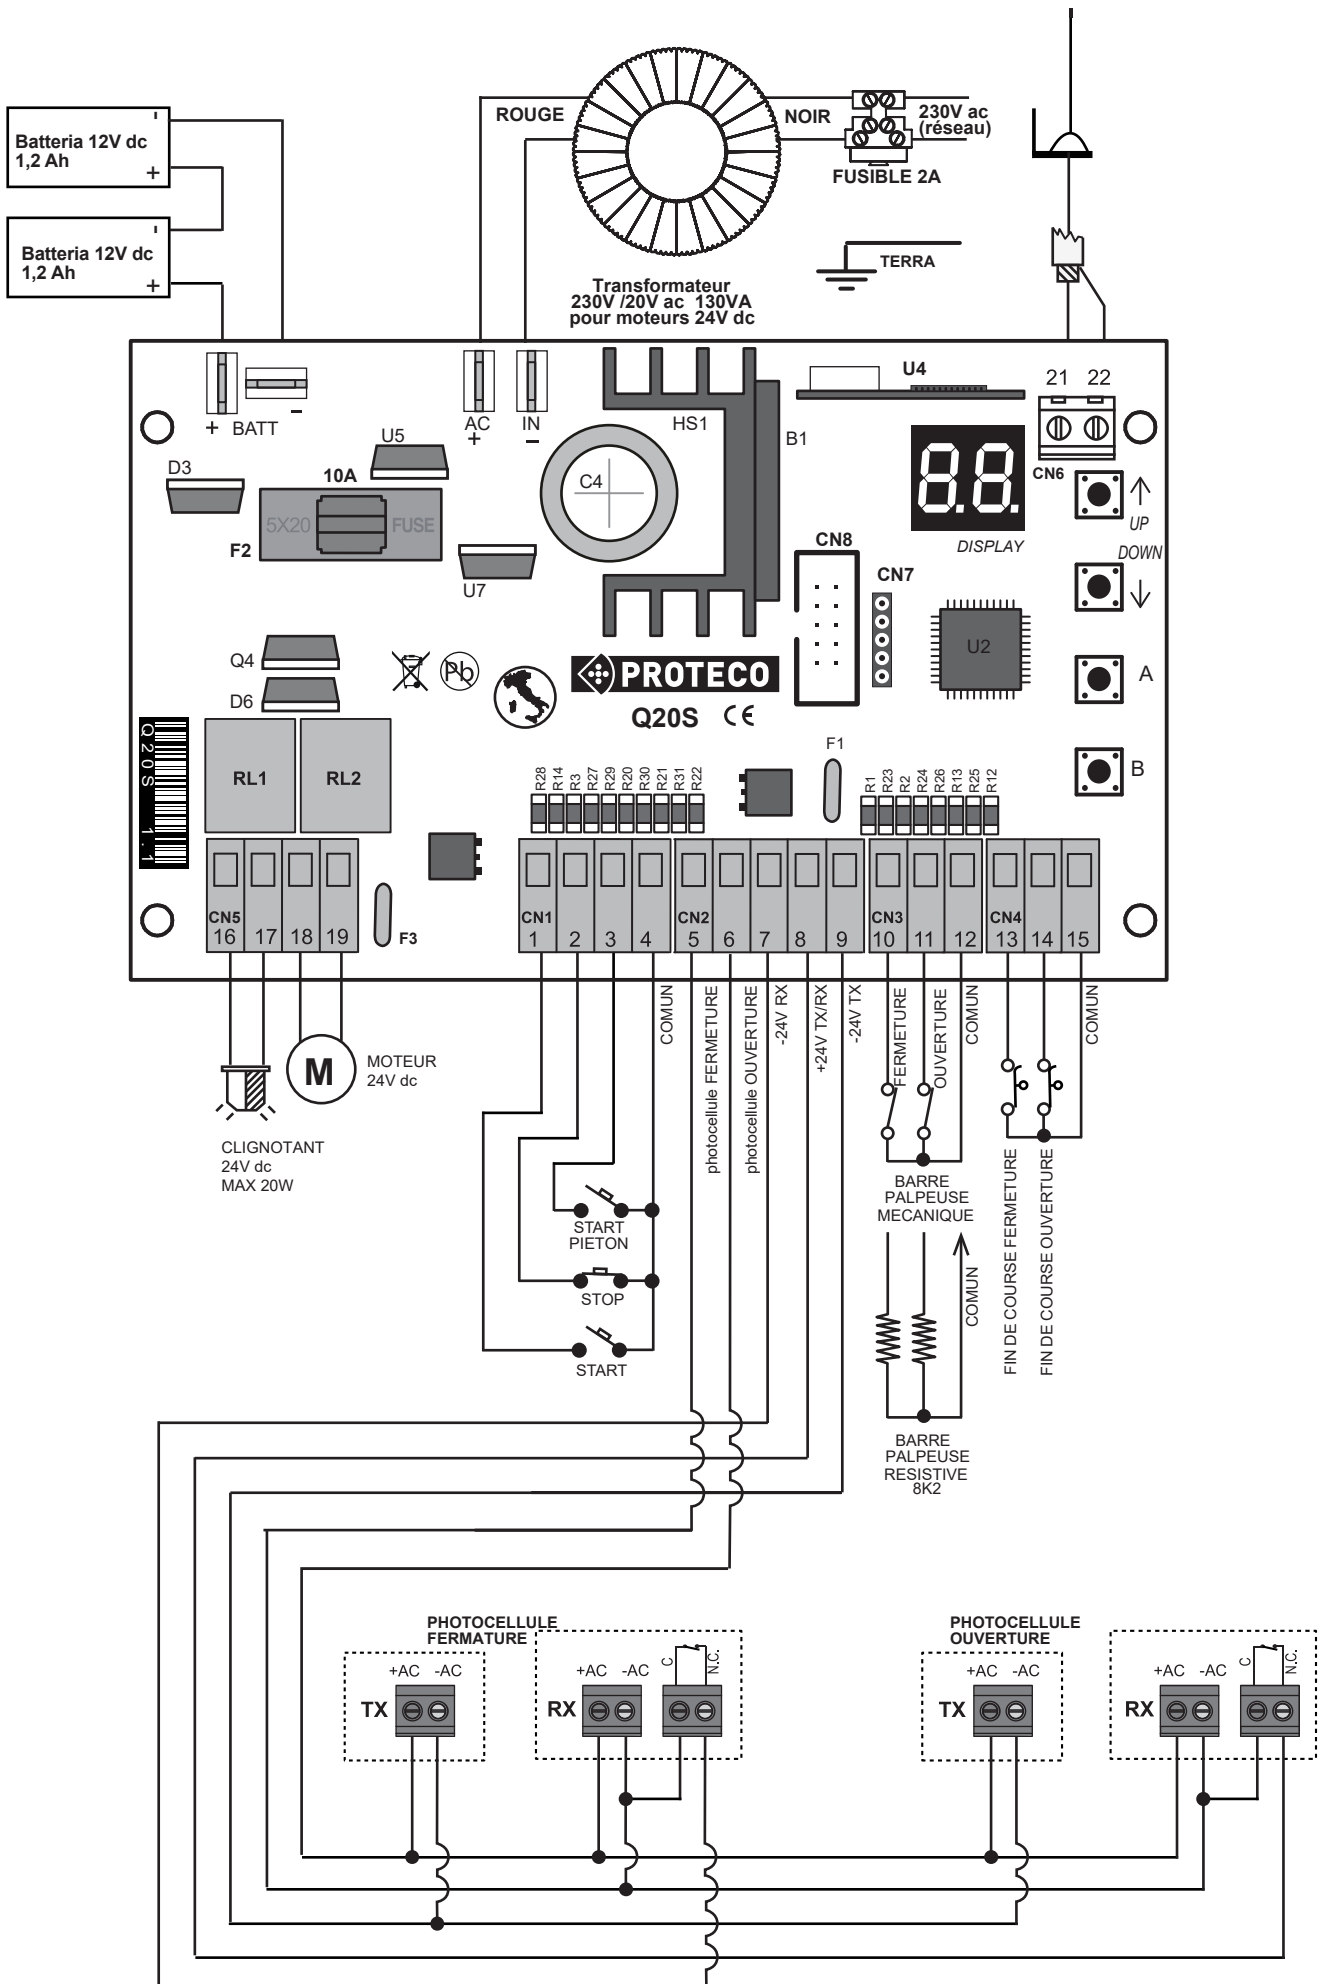 ROUGE
NOIR
230V ac
(réseau)
FUSIBLE 2A
Batteria 12V dc
1,2 Ah
-
+
Batteria 12V dc
1,2 Ah
-
+
TERRA
Transformateur
230V /20V ac 130VA
pour moteurs 24V dc
+ BATT -
AC
+
IN
-
HS1
B1
U4
21 22
CN6
UP
DOWN
A
B
88.
DISPLAY
D3
U5
10A
5X20 FUSE
F2
U7
C4
CN8
CN7
U2
Q4
D6
Pb
PROTECO
Q20S CE
Q20S 1.1
RL1
RL2
F1
R28
R14
R3
R27
R29
R20
R30
R21
R31
R22
R1
R23
R2
R24
R26
R13
R25
R12
CN5
16 17 18 19
F3
CN1
1 2 3 4
CN2
5 6 7 8 9
CN3
10 11 12
CN4
13 14 15
COMUN
photocellule FERMETURE
photocellule OUVERTURE
-24V RX
+24V TX/RX
-24V TX
FERMETURE
OUVERTURE
COMUN
COMUN
M
MOTEUR
24V dc
CLIGNOTANT
24V dc
MAX 20W
START
PIETON
STOP
START
BARRE
PALPEUSE
MECANIQUE
COMUN
FIN DE COURSE FERMETURE
FIN DE COURSE OUVERTURE
BARRE
PALPEUSE
RESISTIVE
8K2
PHOTOCELLULE
FERMATURE
+AC -AC
TX
+AC -AC
C
N.C.
RX
PHOTOCELLULE
OUVERTURE
+AC -AC
TX
+AC -AC
C
N.C.
RX